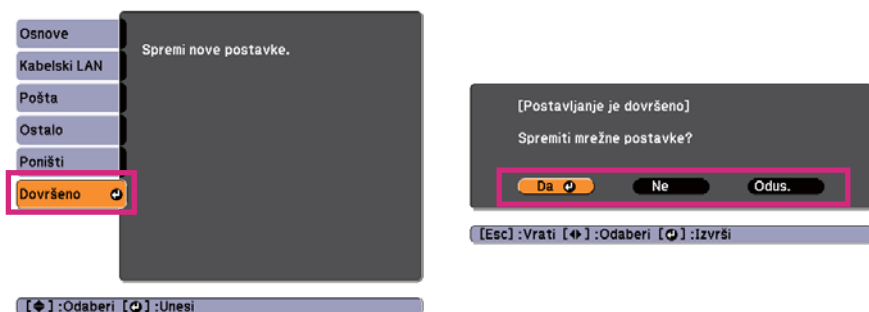 Osnove
Kabelski LAN
Pošta
Ostalo
Poništi
Dovršeno
Spremi nove postavke.
[ ] :Odaberi [ ] :Unesi
[Postavljanje je dovršeno]
Spremiti mrežne postavke?
Da Ne Odus.
[Esc] :Vrati [ ] :Odaberi [ ] :Izvrši